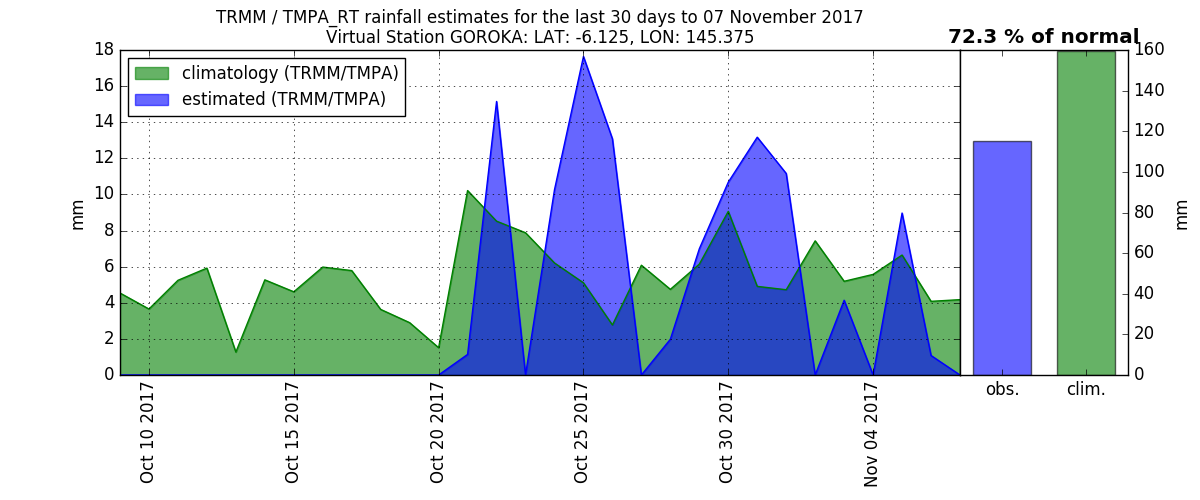 TRMM / TMPA_RT rainfall estimates for the last 30 days to 07 November 2017
Virtual Station GOROKA: LAT: -6.125, LON: 145.375
72.3 % of normal
climatology (TRMM/TMPA)
estimated (TRMM/TMPA)
18
16
14
12
10
8
6
4
2
0
mm
Oct 10 2017
Oct 15 2017
Oct 20 2017
Oct 25 2017
Oct 30 2017
Nov 04 2017
obs.
clim.
160
140
120
100
80
60
40
20
0
mm